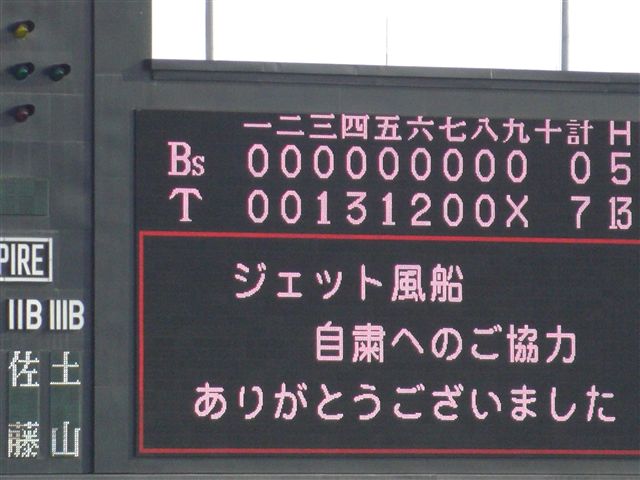 一二三四五六七八九十計H
Bs 000000000 0 5
T 00131200X 7 13
ジェット風船
自粛へのご協力
ありがとうございました
PIRE
IIB IIIB
佐藤 土山